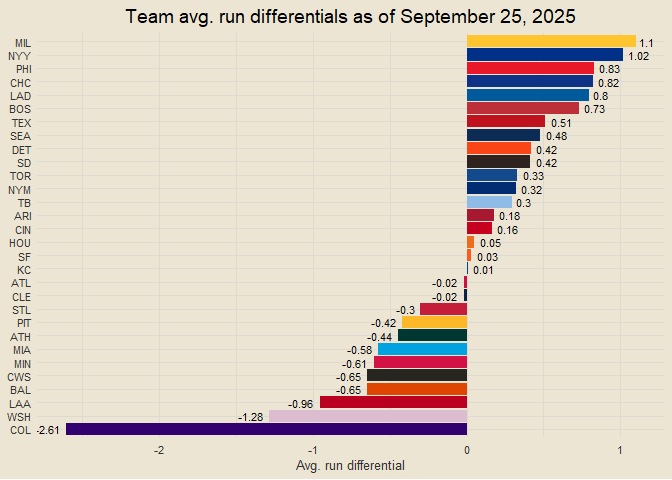 Team avg. run differentials as of September 25, 2025
MIL 1.1
NYY 1.02
PHI 0.83
CHC 0.82
LAD 0.8
BOS 0.73
TEX 0.51
SEA 0.48
DET 0.42
SD 0.42
TOR 0.33
NYM 0.32
TB 0.3
ARI 0.18
CIN 0.16
HOU 0.05
SF 0.03
KC 0.01
ATL -0.02
CLE -0.02
STL -0.3
PIT -0.42
ATH -0.44
MIA -0.58
MIN -0.61
CWS -0.65
BAL -0.65
LAA -0.96
WSH -1.28
COL -2.61
-2 -1 0 1
Avg. run differential